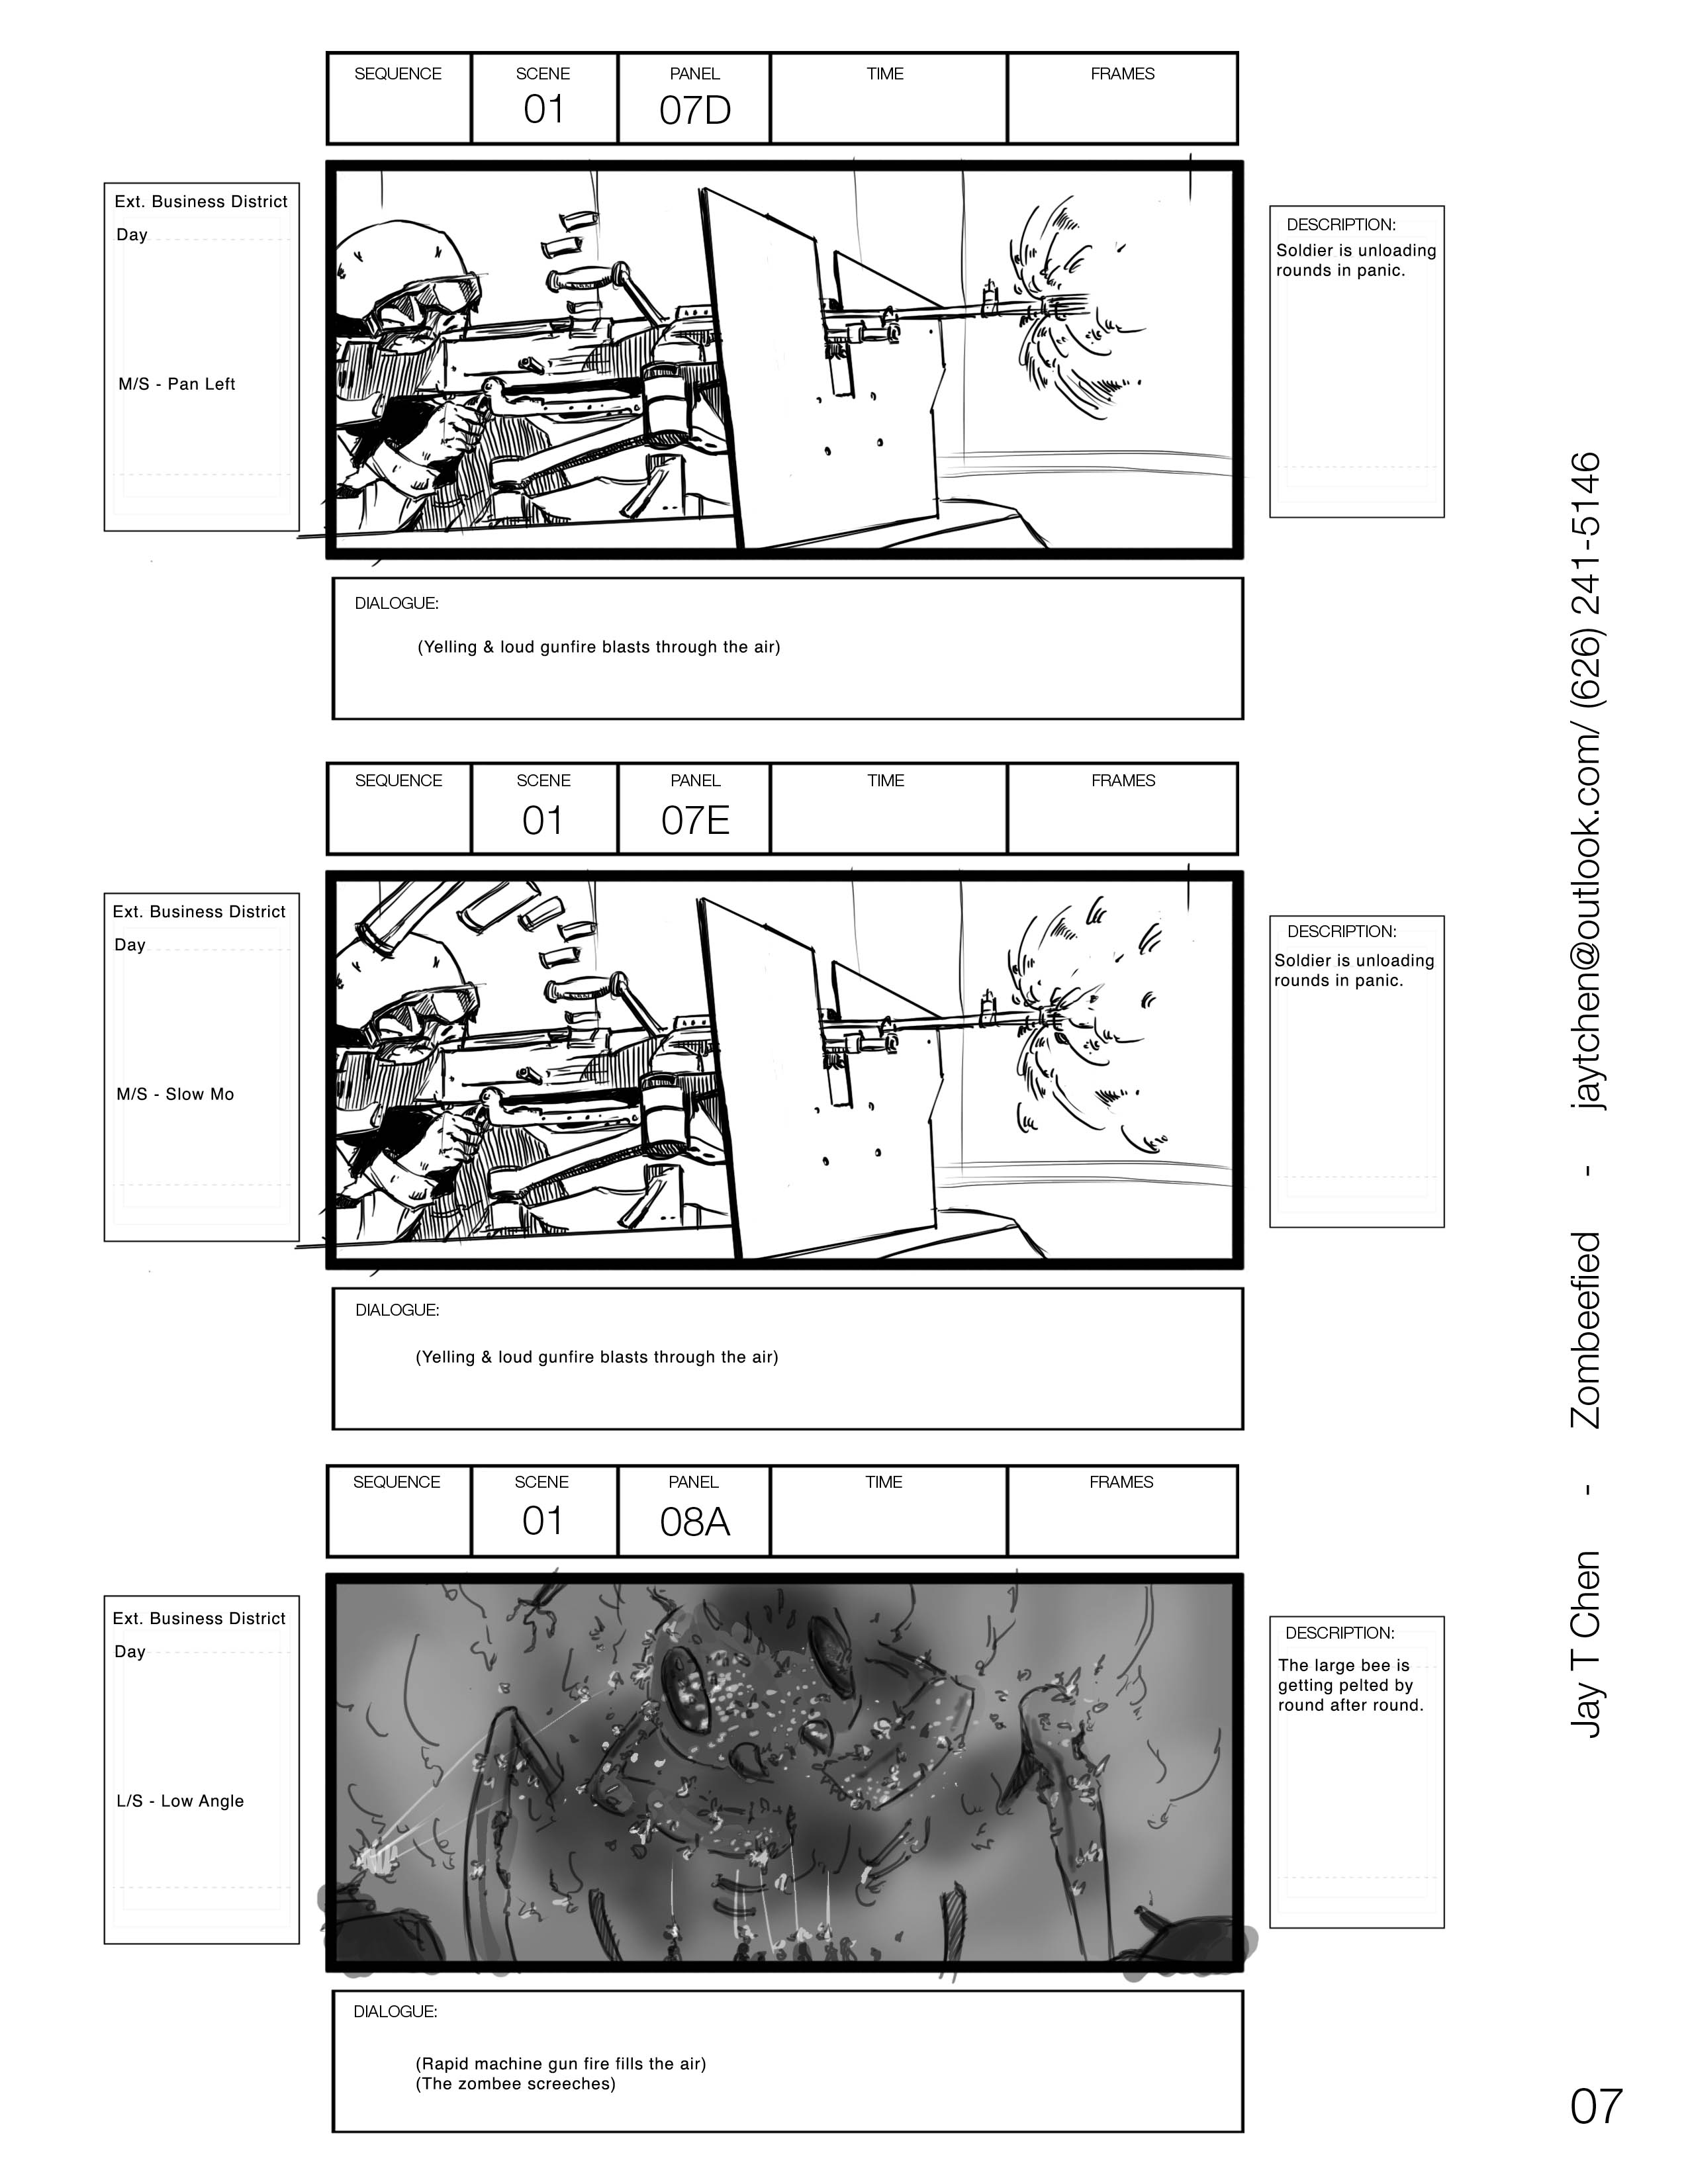 SEQUENCE SCENE PANEL TIME FRAMES
01 07D
Ext. Business District
Day
M/S - Pan Left
DESCRIPTION:
Soldier is unloading
rounds in panic.
DIALOGUE:
(Yelling & loud gunfire blasts through the air)
SEQUENCE SCENE PANEL TIME FRAMES
01 07E
Ext. Business District
Day
M/S - Slow Mo
DESCRIPTION:
Soldier is unloading
rounds in panic.
DIALOGUE:
(Yelling & loud gunfire blasts through the air)
SEQUENCE SCENE PANEL TIME FRAMES
01 08A
Ext. Business District
Day
L/S - Low Angle
DESCRIPTION:
The large bee is
getting pelted by
round after round.
DIALOGUE:
(Rapid machine gun fire fills the air)
(The zombee screeches)
Jay T Chen - Zombeefied - jaytchen@outlook.com/ (626) 241-5146
07